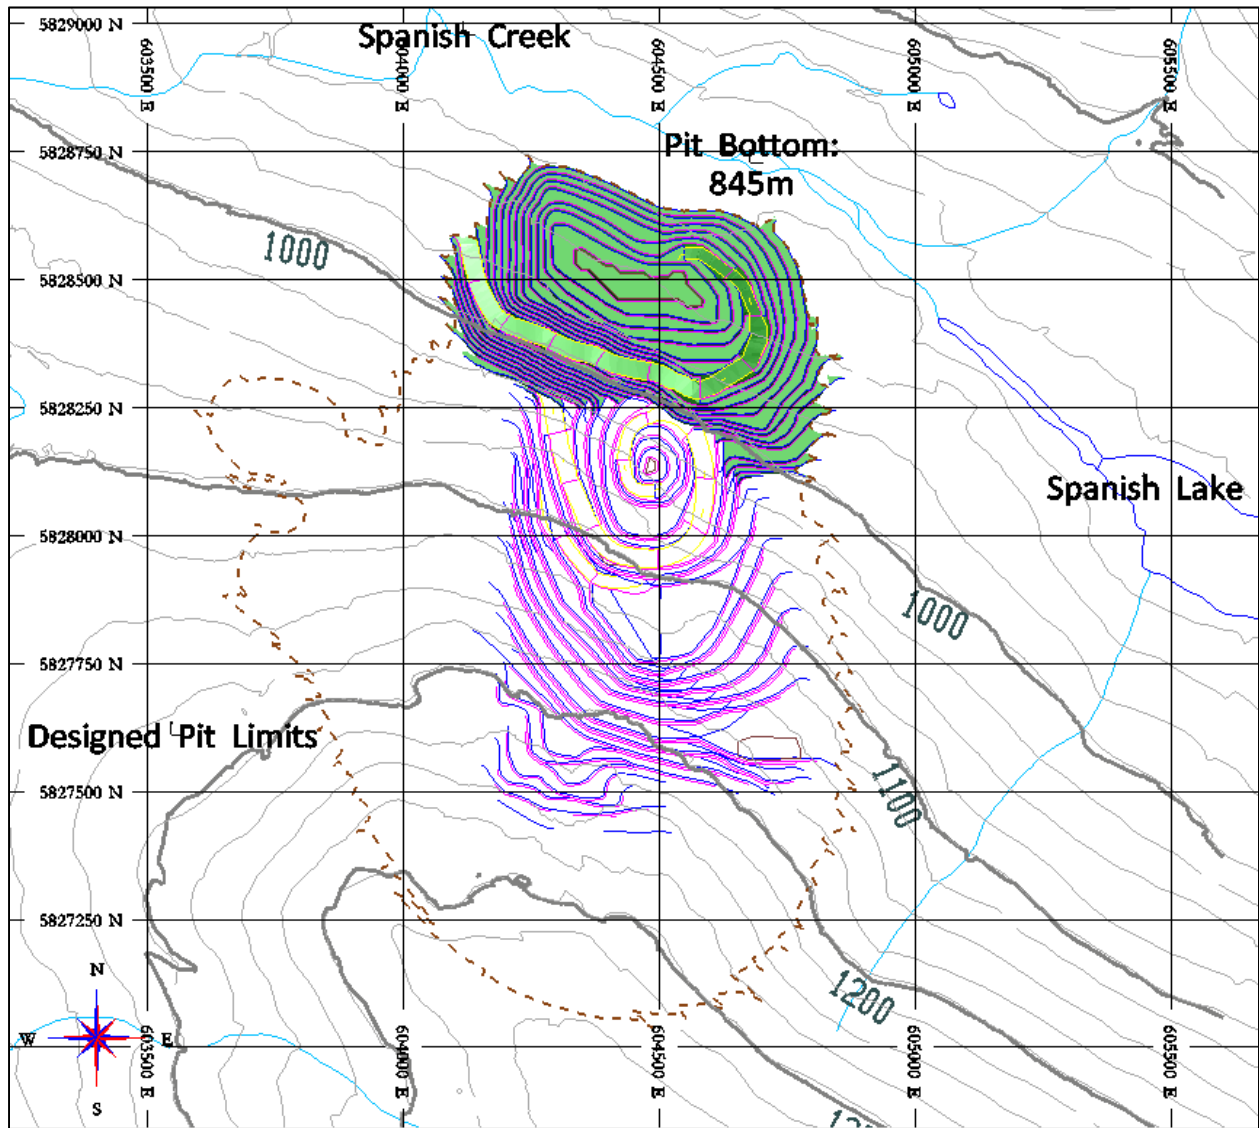 5829000 N
Spanish Creek
603500 E
604000 E
604500 E
605000 E
605500 E
5828750 N
Pit Bottom:
845m
1000
5828500 N
5828250 N
Spanish Lake
5828000 N
1000
5827750 N
Designed Pit Limits
1100
5827500 N
5827250 N
N
1200
W
E
S
603500 E
604000 E
604500 E
605000 E
605500 E